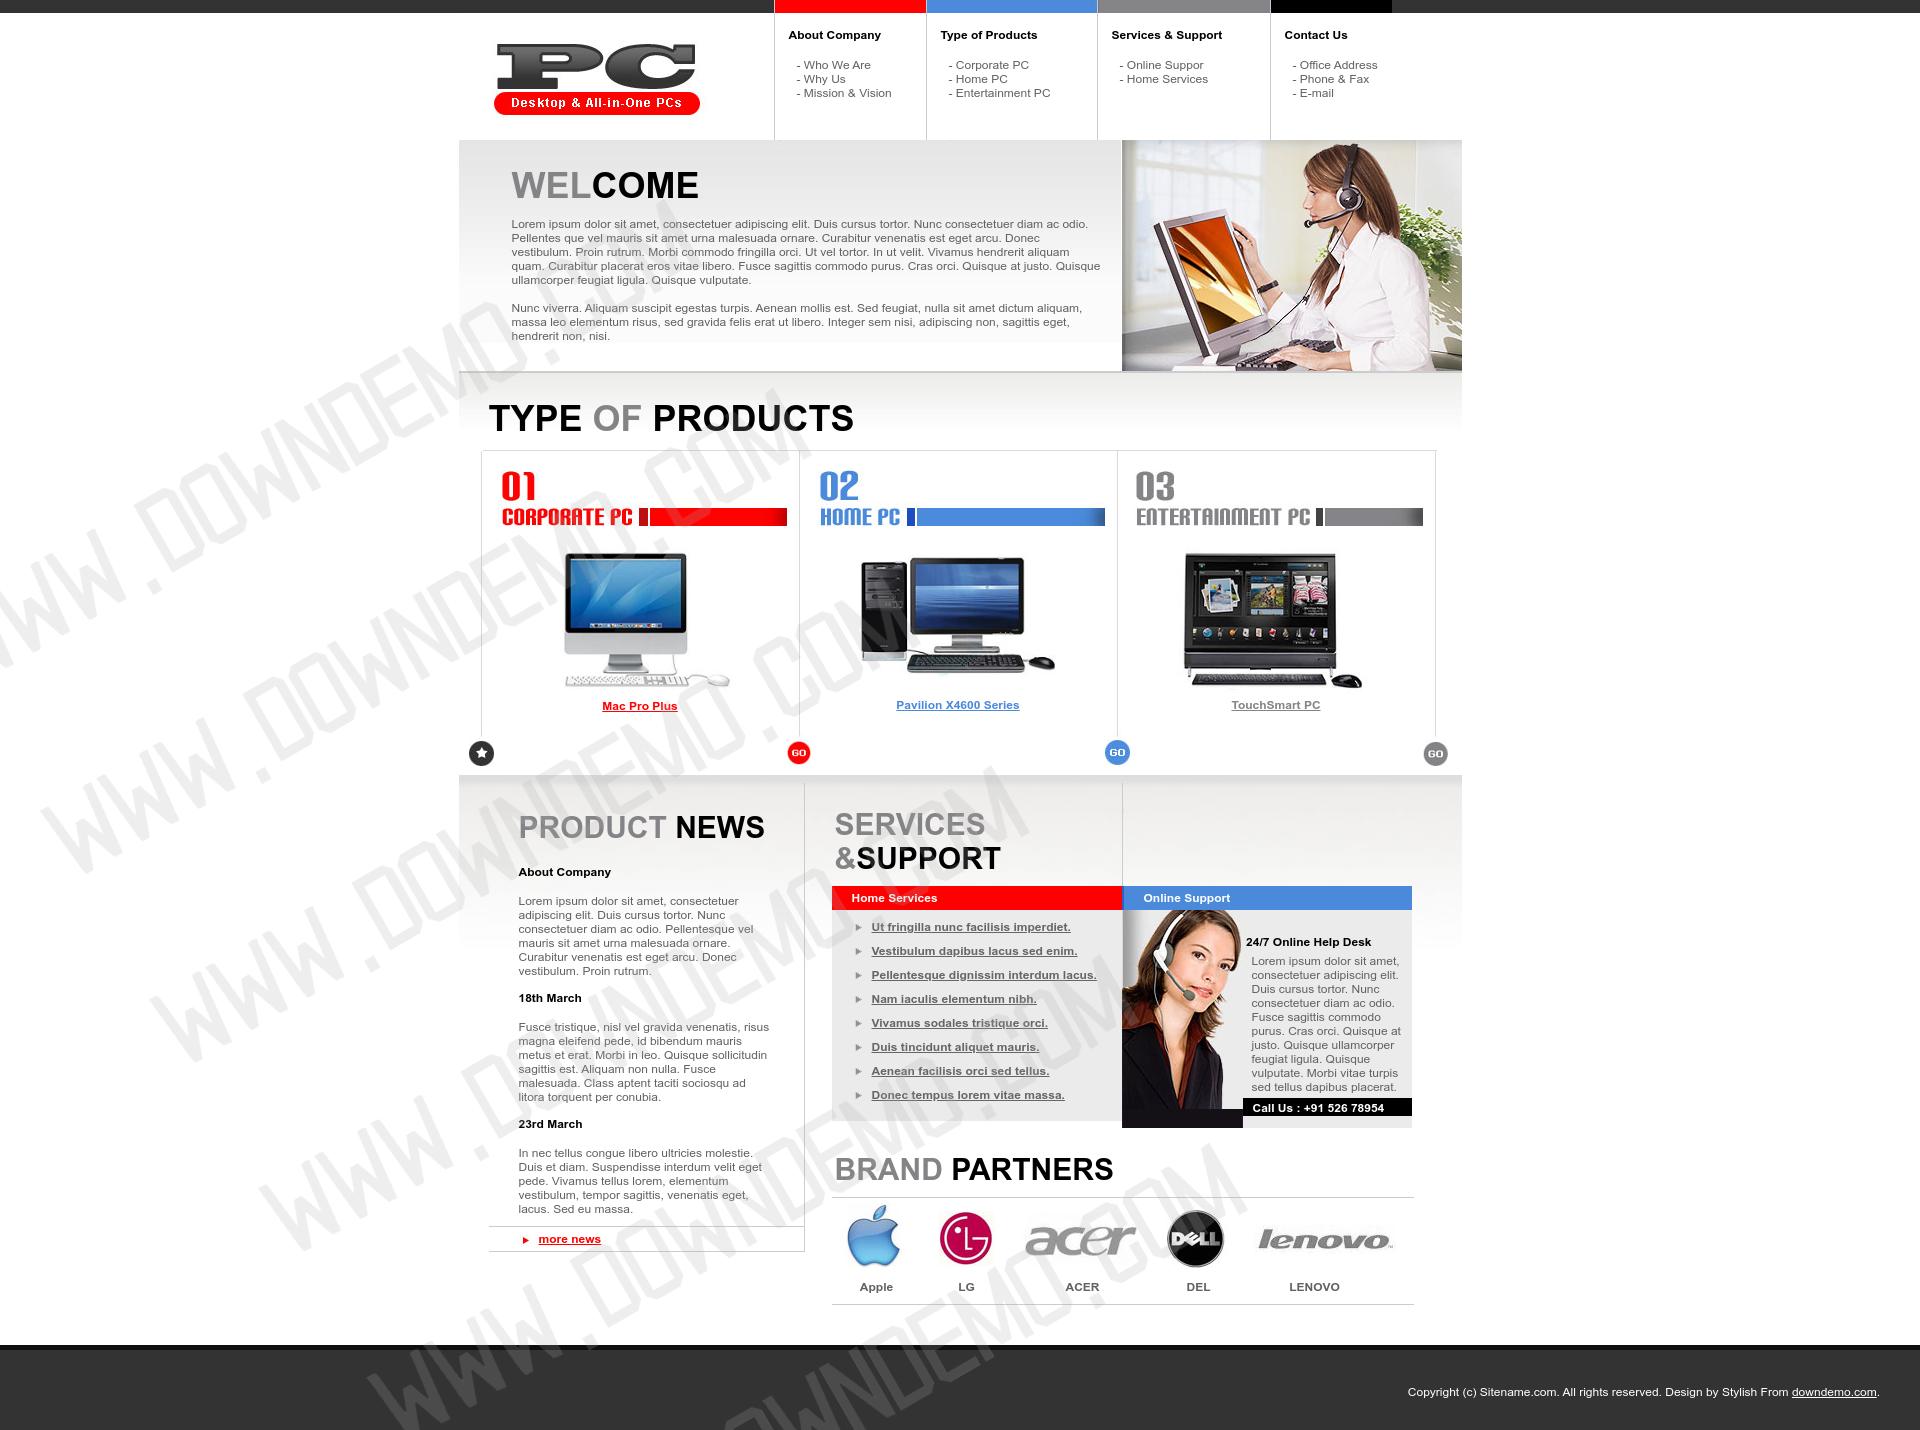 PC
Desktop & All-in-One PCs
About Company
- Who We Are
- Why Us
- Mission & Vision
Type of Products
- Corporate PC
- Home PC
- Entertainment PC
Services & Support
- Online Suppor
- Home Services
Contact Us
- Office Address
- Phone & Fax
- E-mail
WELCOME
Lorem ipsum dolor sit amet, consectetuer adipiscing elit. Duis cursus tortor. Nunc consectetuer diam ac odio.
Pellentes que vel mauris sit amet urna malesuada ornare. Curabitur venenatis est eget arcu. Donec
vestibulum. Proin rutrum. Morbi commodo fringilla orci. Ut vel tortor. In ut velit. Vivamus hendrerit aliquam
quam. Curabitur placerat eros vitae libero. Fusce sagittis commodo purus. Cras orci. Quisque at justo. Quisque
ullamcorper feugiat ligula. Quisque vulputate.
Nunc viverra. Aliquam suscipit egestas turpis. Aenean mollis est. Sed feugiat, nulla sit amet dictum aliquam,
massa leo elementum risus, sed gravida felis erat ut libero. Integer sem nisi, adipiscing non, sagittis eget,
hendrerit non, nisi.
TYPE OF PRODUCTS
01
CORPORATE PC
Mac Pro Plus
02
HOME PC
Pavilion X4600 Series
03
ENTERTAINMENT PC
TouchSmart PC
GO
GO
GO
PRODUCT NEWS
About Company
Lorem ipsum dolor sit amet, consectetuer
adipiscing elit. Duis cursus tortor. Nunc
consectetuer diam ac odio. Pellentesque vel
mauris sit amet urna malesuada ornare.
Curabitur venenatis est eget arcu. Donec
vestibulum. Proin rutrum.
18th March
Fusce tristique, nisl vel gravida venenatis, risus
magna eleifend pede, id bibendum mauris
metus et erat. Morbi in leo. Quisque sollicitudin
sagittis est. Aliquam non nulla. Fusce
malesuada. Class aptent taciti sociosqu ad
litora torquent per conubia.
23rd March
In nec tellus congue libero ultricies molestie.
Duis et diam. Suspendisse interdum velit eget
pede. Vivamus tellus lorem, elementum
vestibulum, tempor sagittis, venenatis eget,
lacus. Sed eu massa.
more news
SERVICES
&SUPPORT
Home Services
Ut fringilla nunc facilisis imperdiet.
Vestibulum dapibus lacus sed enim.
Pellentesque dignissim interdum lacus.
Nam iaculis elementum nibh.
Vivamus sodales tristique orci.
Duis tincidunt aliquet mauris.
Aenean facilisis orci sed tellus.
Donec tempus lorem vitae massa.
Online Support
24/7 Online Help Desk
Lorem ipsum dolor sit amet,
consectetuer adipiscing elit.
Duis cursus tortor. Nunc
consectetuer diam ac odio.
Fusce sagittis commodo
purus. Cras orci. Quisque at
justo. Quisque ullamcorper
feugiat ligula. Quisque
vulputate. Morbi vitae turpis
sed tellus dapibus placerat.
Call Us : +91 526 78954
BRAND PARTNERS
LG
acer
DELL
lenovo
Apple
LG
ACER
DEL
LENOVO
Copyright (c) Sitename.com. All rights reserved. Design by Stylish From downdemo.com.
WWW.DOWNDEMO.COM
WWW.DOWNDEMO.COM
WWW.DOWNDEMO.COM
WWW.DOWNDEMO.COM
WWW.DOWNDEMO.COM
WWW.DOWNDEMO.COM